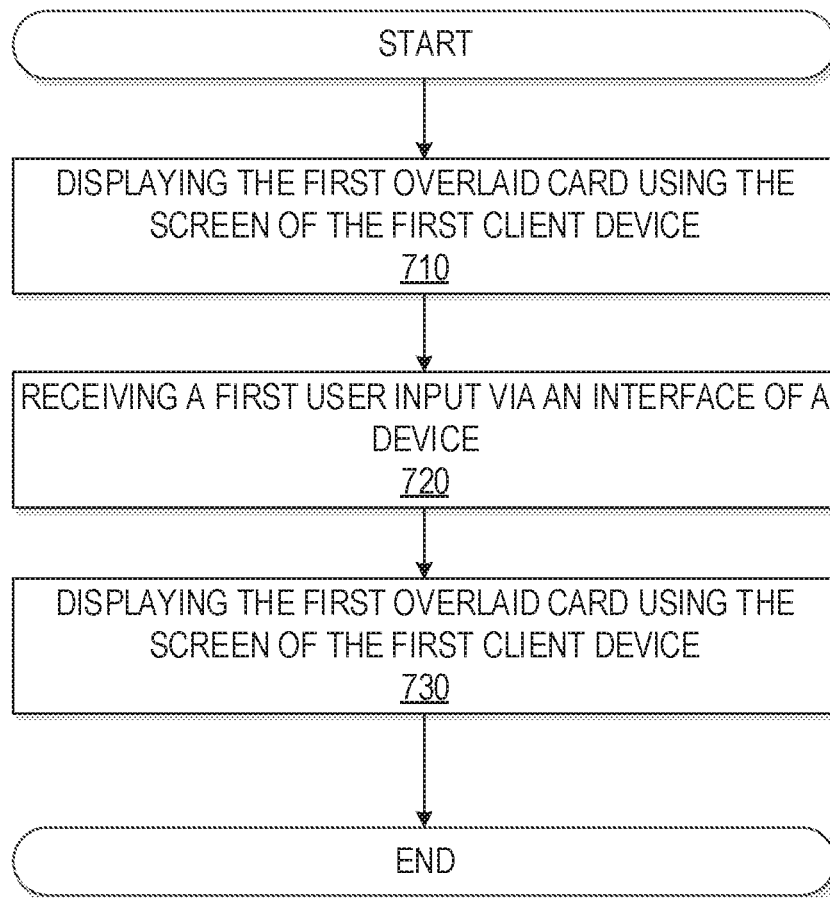 START
DISPLAYING THE FIRST OVERLAID CARD USING THE
SCREEN OF THE FIRST CLIENT DEVICE
710
RECEIVING A FIRST USER INPUT VIA AN INTERFACE OF A
DEVICE
720
DISPLAYING THE FIRST OVERLAID CARD USING THE
SCREEN OF THE FIRST CLIENT DEVICE
730
END